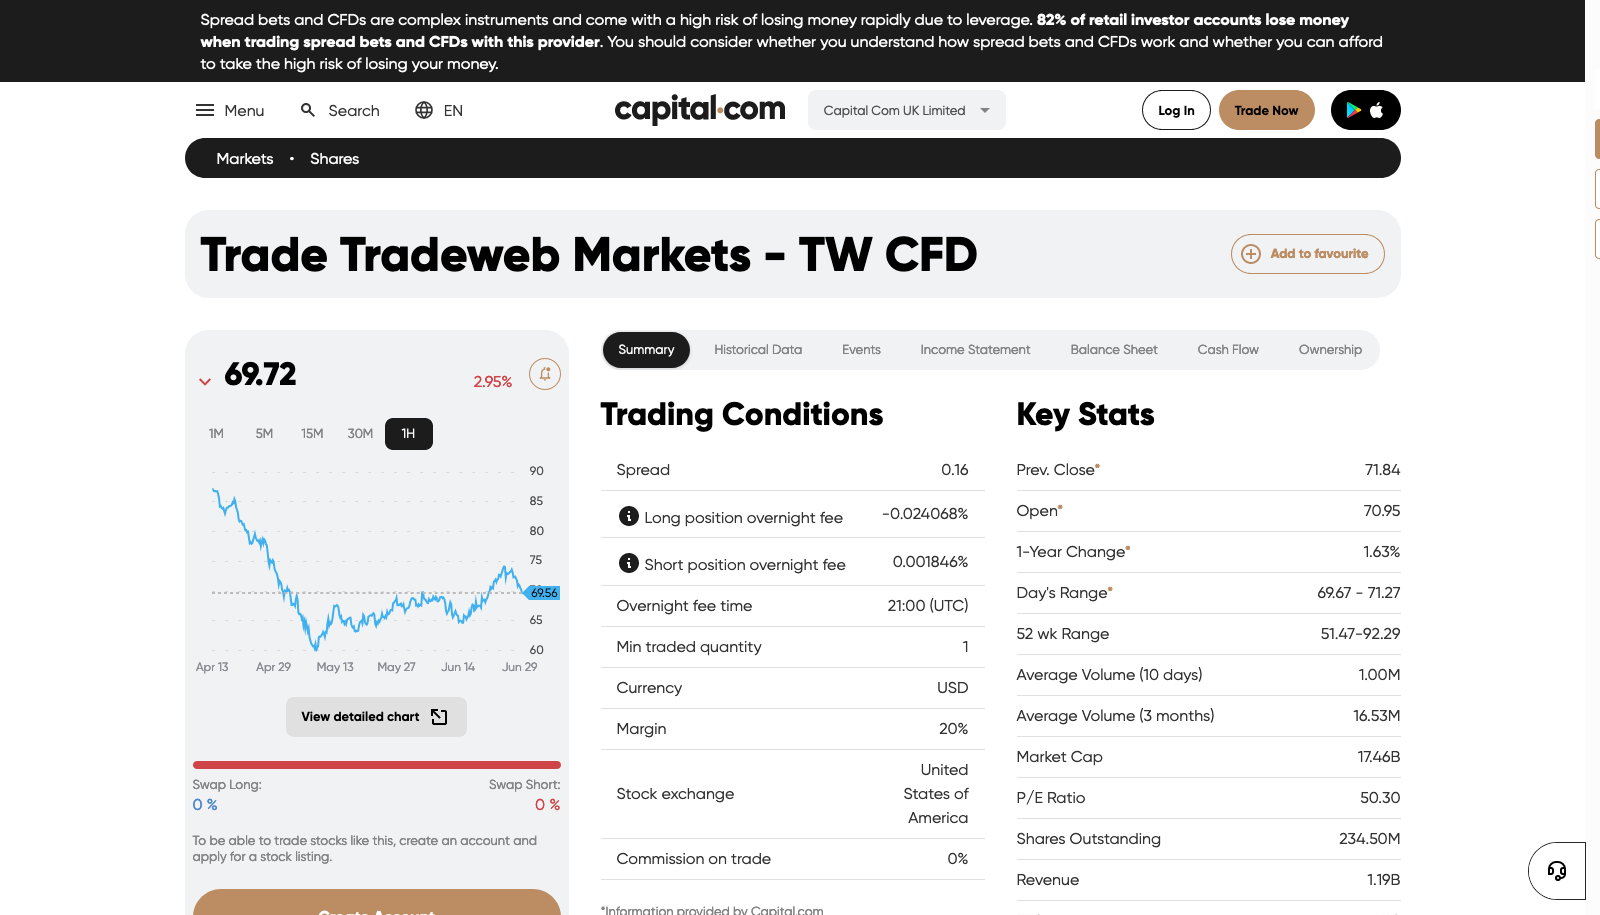 Spread bets and CFDs are complex instruments and come with a high risk of losing money rapidly due to leverage. 82% of retail investor accounts lose money
when trading spread bets and CFDs with this provider. You should consider whether you understand how spread bets and CFDs work and whether you can afford
to take the high risk of losing your money.
Menu Search EN capital.com Capital Com UK Limited Log In Trade Now
Markets • Shares
Trade Tradeweb Markets - TW CFD
Add to favourite
69.72 2.95%
1M 5M 15M 30M 1H
90
85
80
75
69.56
65
60
Apr 13 Apr 29 May 13 May 27 Jun 14 Jun 29
View detailed chart
Swap Long: Swap Short:
0 % 0 %
To be able to trade stocks like this, create an account and
apply for a stock listing.
Create Account
Summary Historical Data Events Income Statement Balance Sheet Cash Flow Ownership
Trading Conditions
Spread 0.16
Long position overnight fee -0.024068%
Short position overnight fee 0.001846%
Overnight fee time 21:00 (UTC)
Min traded quantity 1
Currency USD
Margin 20%
Stock exchange United
States of
America
Commission on trade 0%
*Information provided by Capital.com
Key Stats
Prev. Close* 71.84
Open* 70.95
1-Year Change* 1.63%
Day's Range* 69.67 - 71.27
52 wk Range 51.47-92.29
Average Volume (10 days) 1.00M
Average Volume (3 months) 16.53M
Market Cap 17.46B
P/E Ratio 50.30
Shares Outstanding 234.50M
Revenue 1.19B